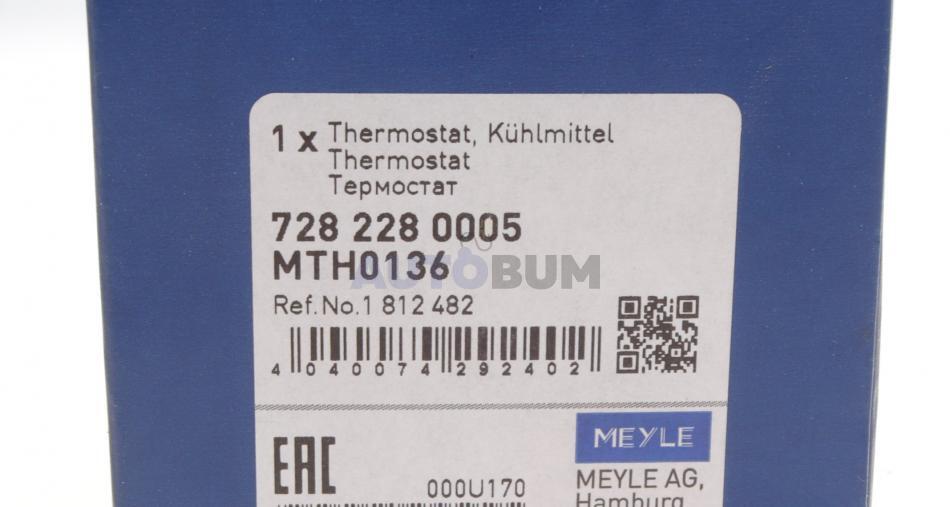 1 x Thermostat, Kühlmittel
Thermostat
Термостат
728 228 0005
MTH0136
AUTOBUM
Ref.No.1 812 482
4 040074 292402
EAC
MEYLE
000U170
MEYLE AG,
Hamburg